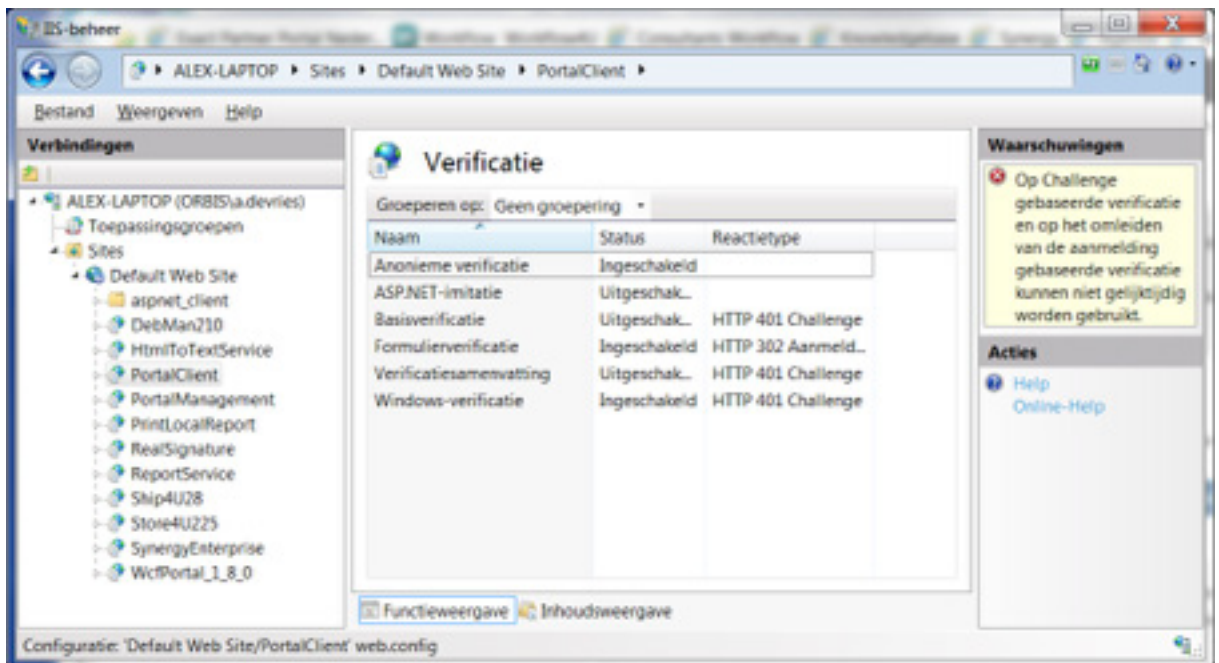 IIS-beheer
ALEX-LAPTOP Sites Default Web Site PortalClient
Bestand Weergeven Help
Verbindingen
ALEX-LAPTOP (ORBIS\a.devries)
Toepassingsgroepen
Sites
Default Web Site
aspnet_client
DebMan210
HtmlToTextService
PortalClient
PortalManagement
PrintLocalReport
RealSignature
ReportService
Ship4U28
Store4U225
SynergyEnterprise
WcfPortal_1_8_0
Verificatie
Groeperen op: Geen groepering
Naam Status Reactietype
Anonieme verificatie Ingeschakeld
ASP.NET-imitatie Uitgeschak...
Basisverificatie Uitgeschak... HTTP 401 Challenge
Formulierverificatie Ingeschakeld HTTP 302 Aanmeld...
Verificatiesamenvatting Uitgeschak... HTTP 401 Challenge
Windows-verificatie Ingeschakeld HTTP 401 Challenge
Functieweergave Inhoudsweergave
Waarschuwingen
Op Challenge
gebaseerde verificatie
en op het omleiden
van de aanmelding
gebaseerde verificatie
kunnen niet gelijktijdig
worden gebruikt.
Acties
Help
Online-Help
Configuratie: 'Default Web Site/PortalClient' web.config